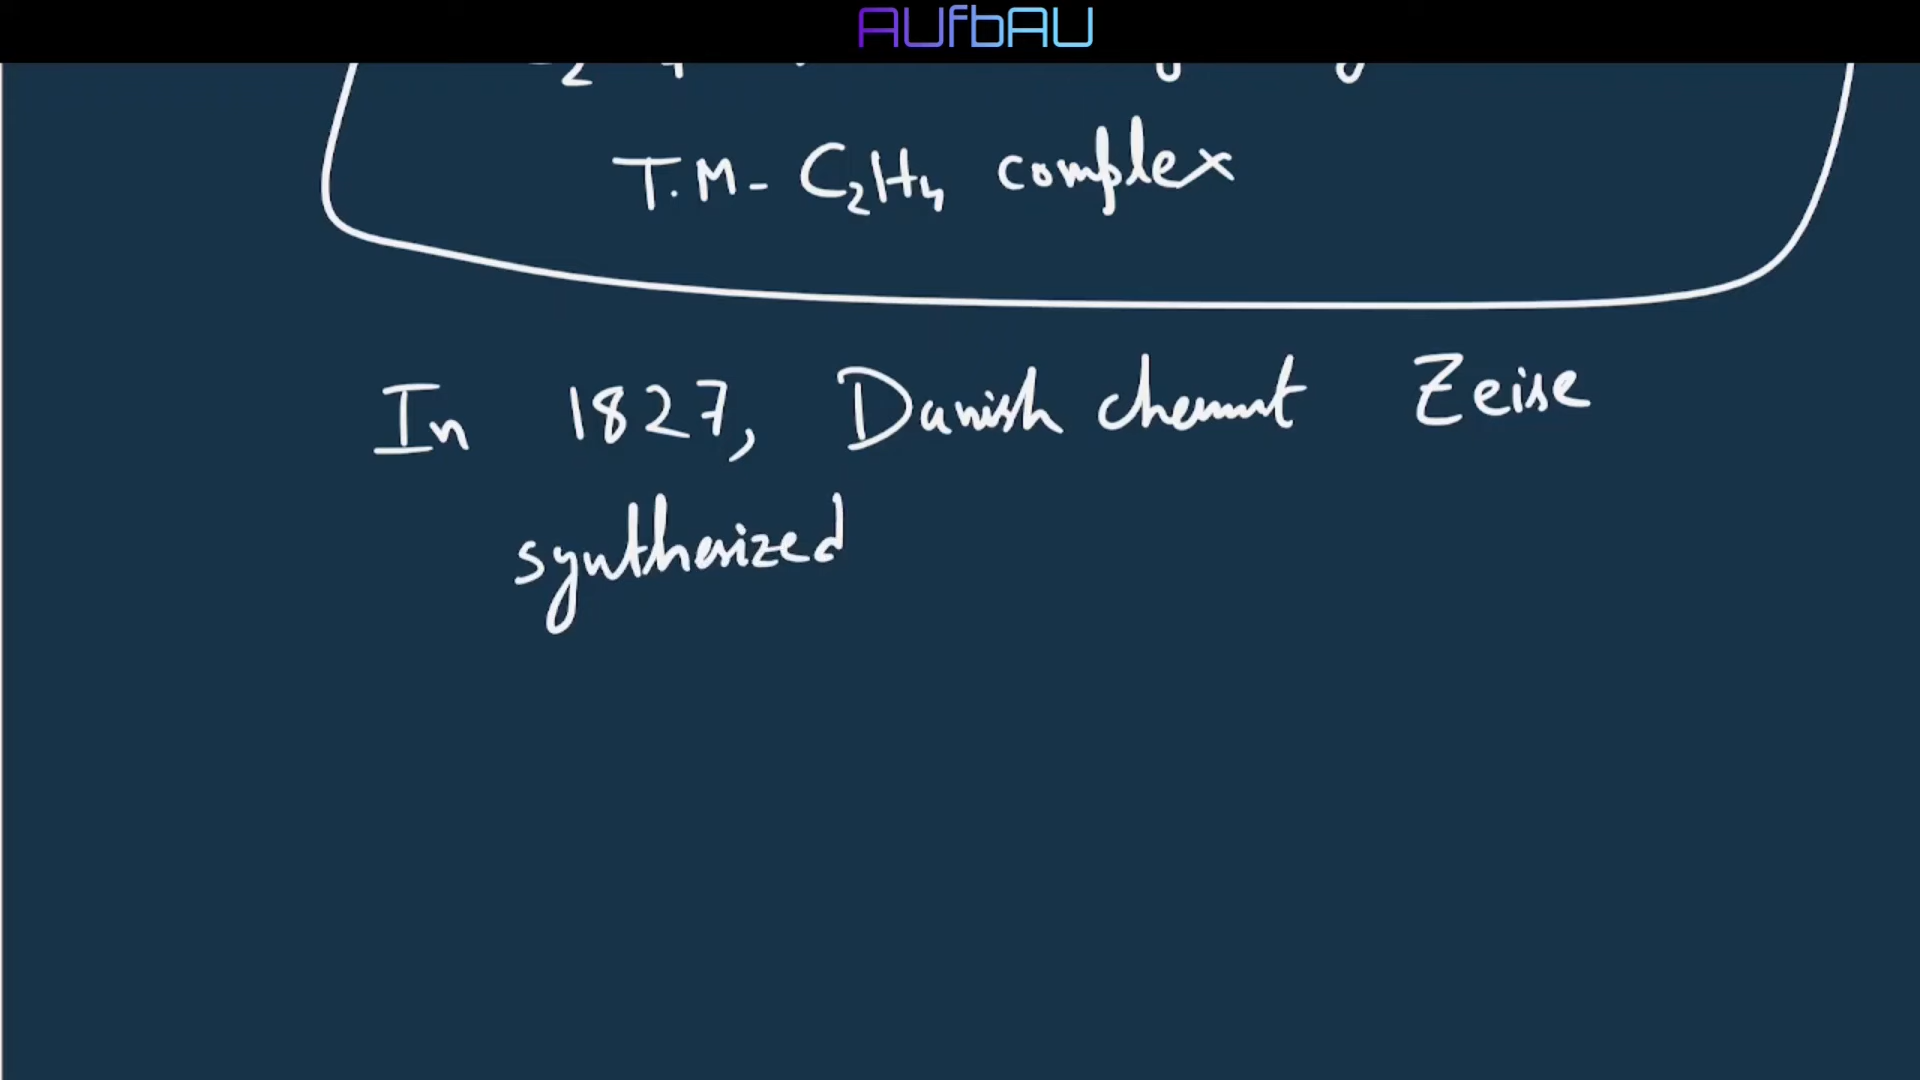 AUfbAU
T.M- C₂H₄ complex
In 1827, Danish chemist Zeise
synthesized